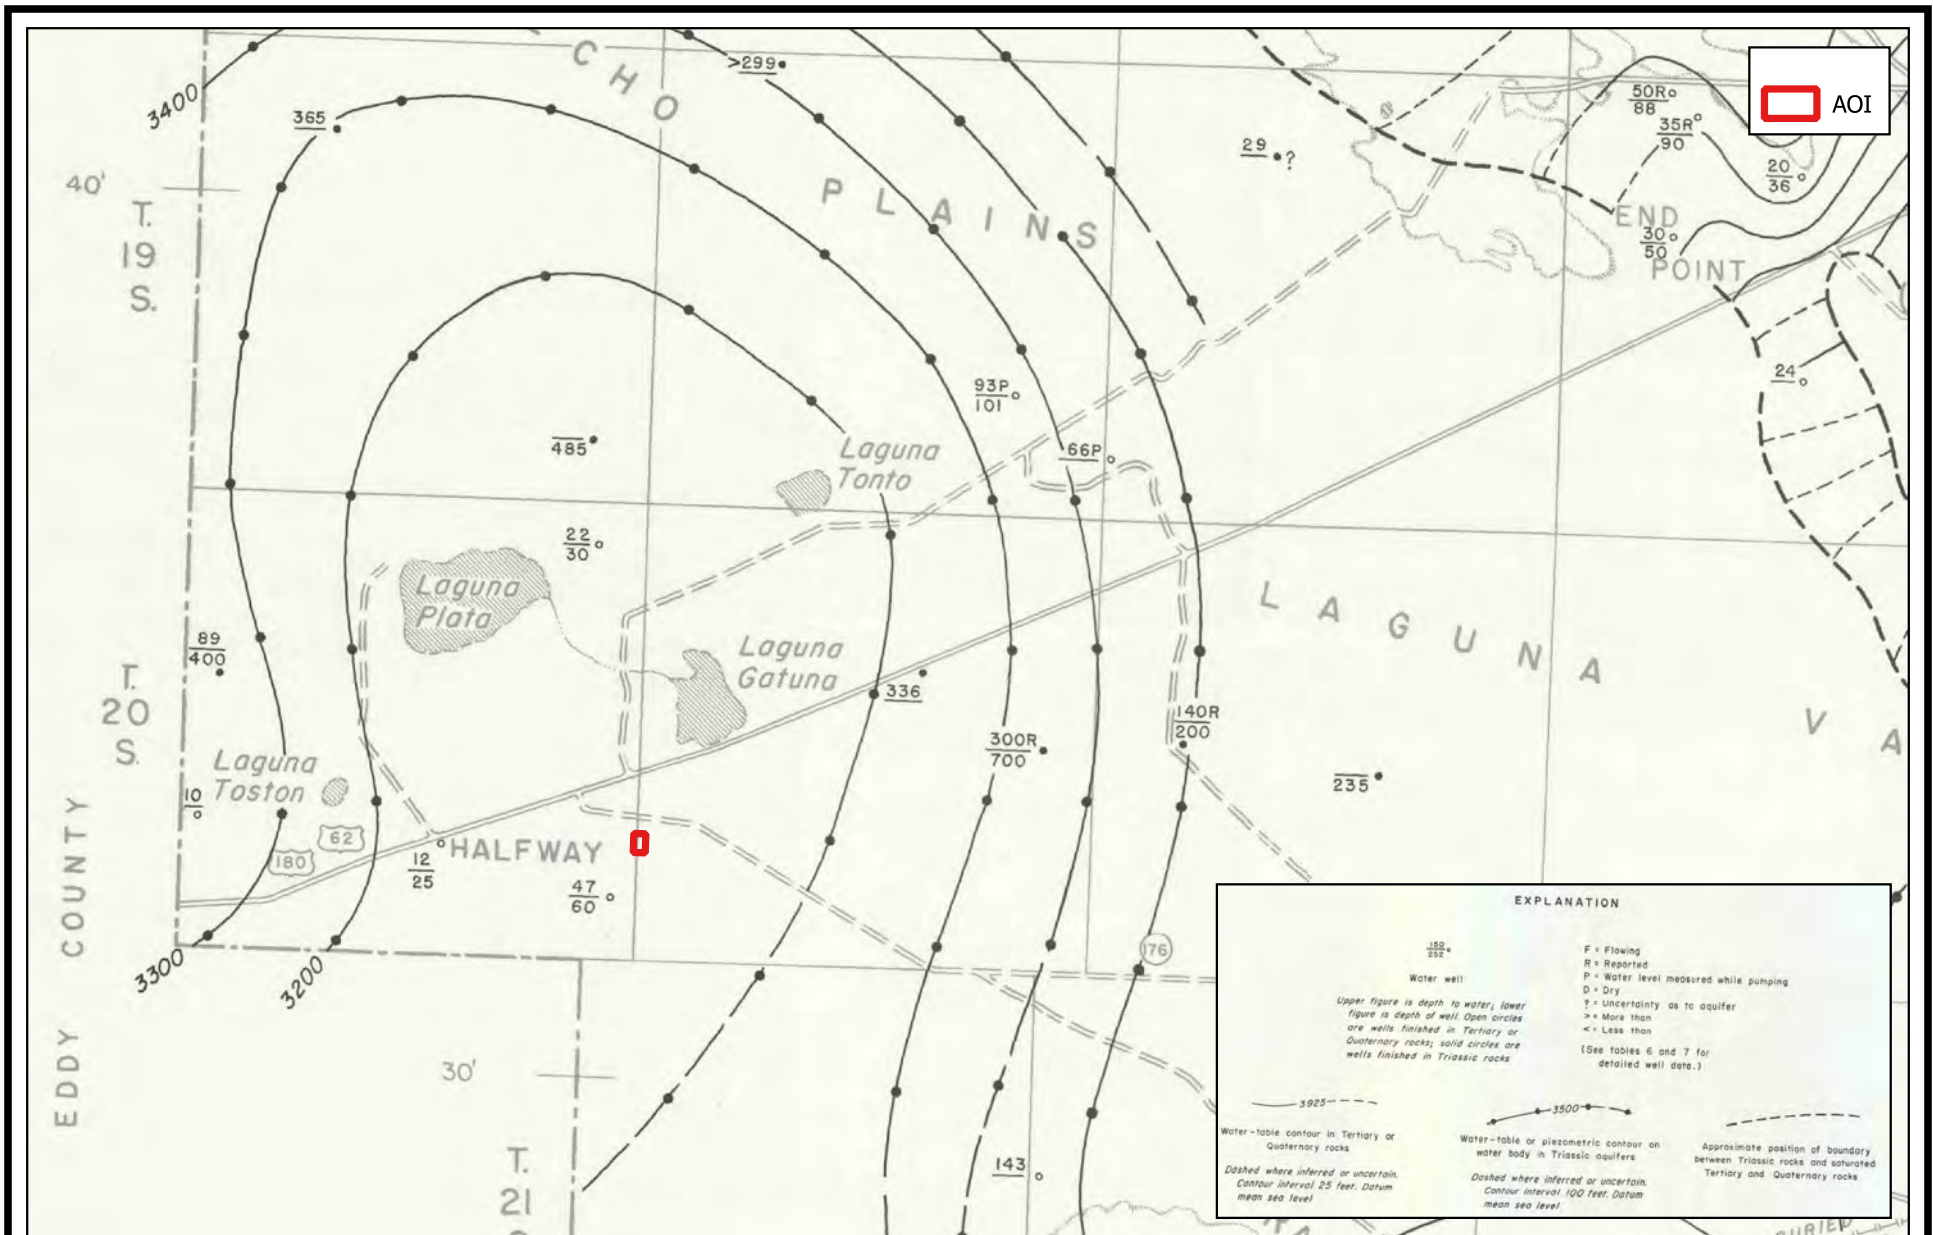 C H O
>299
3400
365
50R
88
35R
90
AOI
29 ?
20
36
40'
T.
19
S.
P L A I N S
END
30
50
POINT
24
93P
101
485
Laguna
Tonto
66P
22
30
Laguna
Plata
L A G U N A
89
400
Laguna
Gatuna
T.
20
S.
336
140R
200
V A
300R
700
Laguna
Toston
235
10
62
180
HALFWAY
12
25
47
60
EDDY COUNTY
3300
3200
176
30'
T.
21
143
EXPLANATION
150
252
Water well
Upper figure is depth to water; lower
figure is depth of well. Open circles
are wells finished in Tertiary or
Quaternary rocks; solid circles are
wells finished in Triassic rocks
F = Flowing
R = Reported
P = Water level measured while pumping
D = Dry
? = Uncertainty as to aquifer
> = More than
< = Less than
(See tables 6 and 7 for
detailed well data.)
3925
Water-table contour in Tertiary or
Quaternary rocks
Dashed where inferred or uncertain.
Contour interval 25 feet. Datum
mean sea level
3500
Water-table or piezometric contour on
water body in Triassic aquifers
Dashed where inferred or uncertain.
Contour interval 100 feet. Datum
mean sea level
Approximate position of boundary
between Triassic rocks and saturated
Tertiary and Quaternary rocks
BURIED